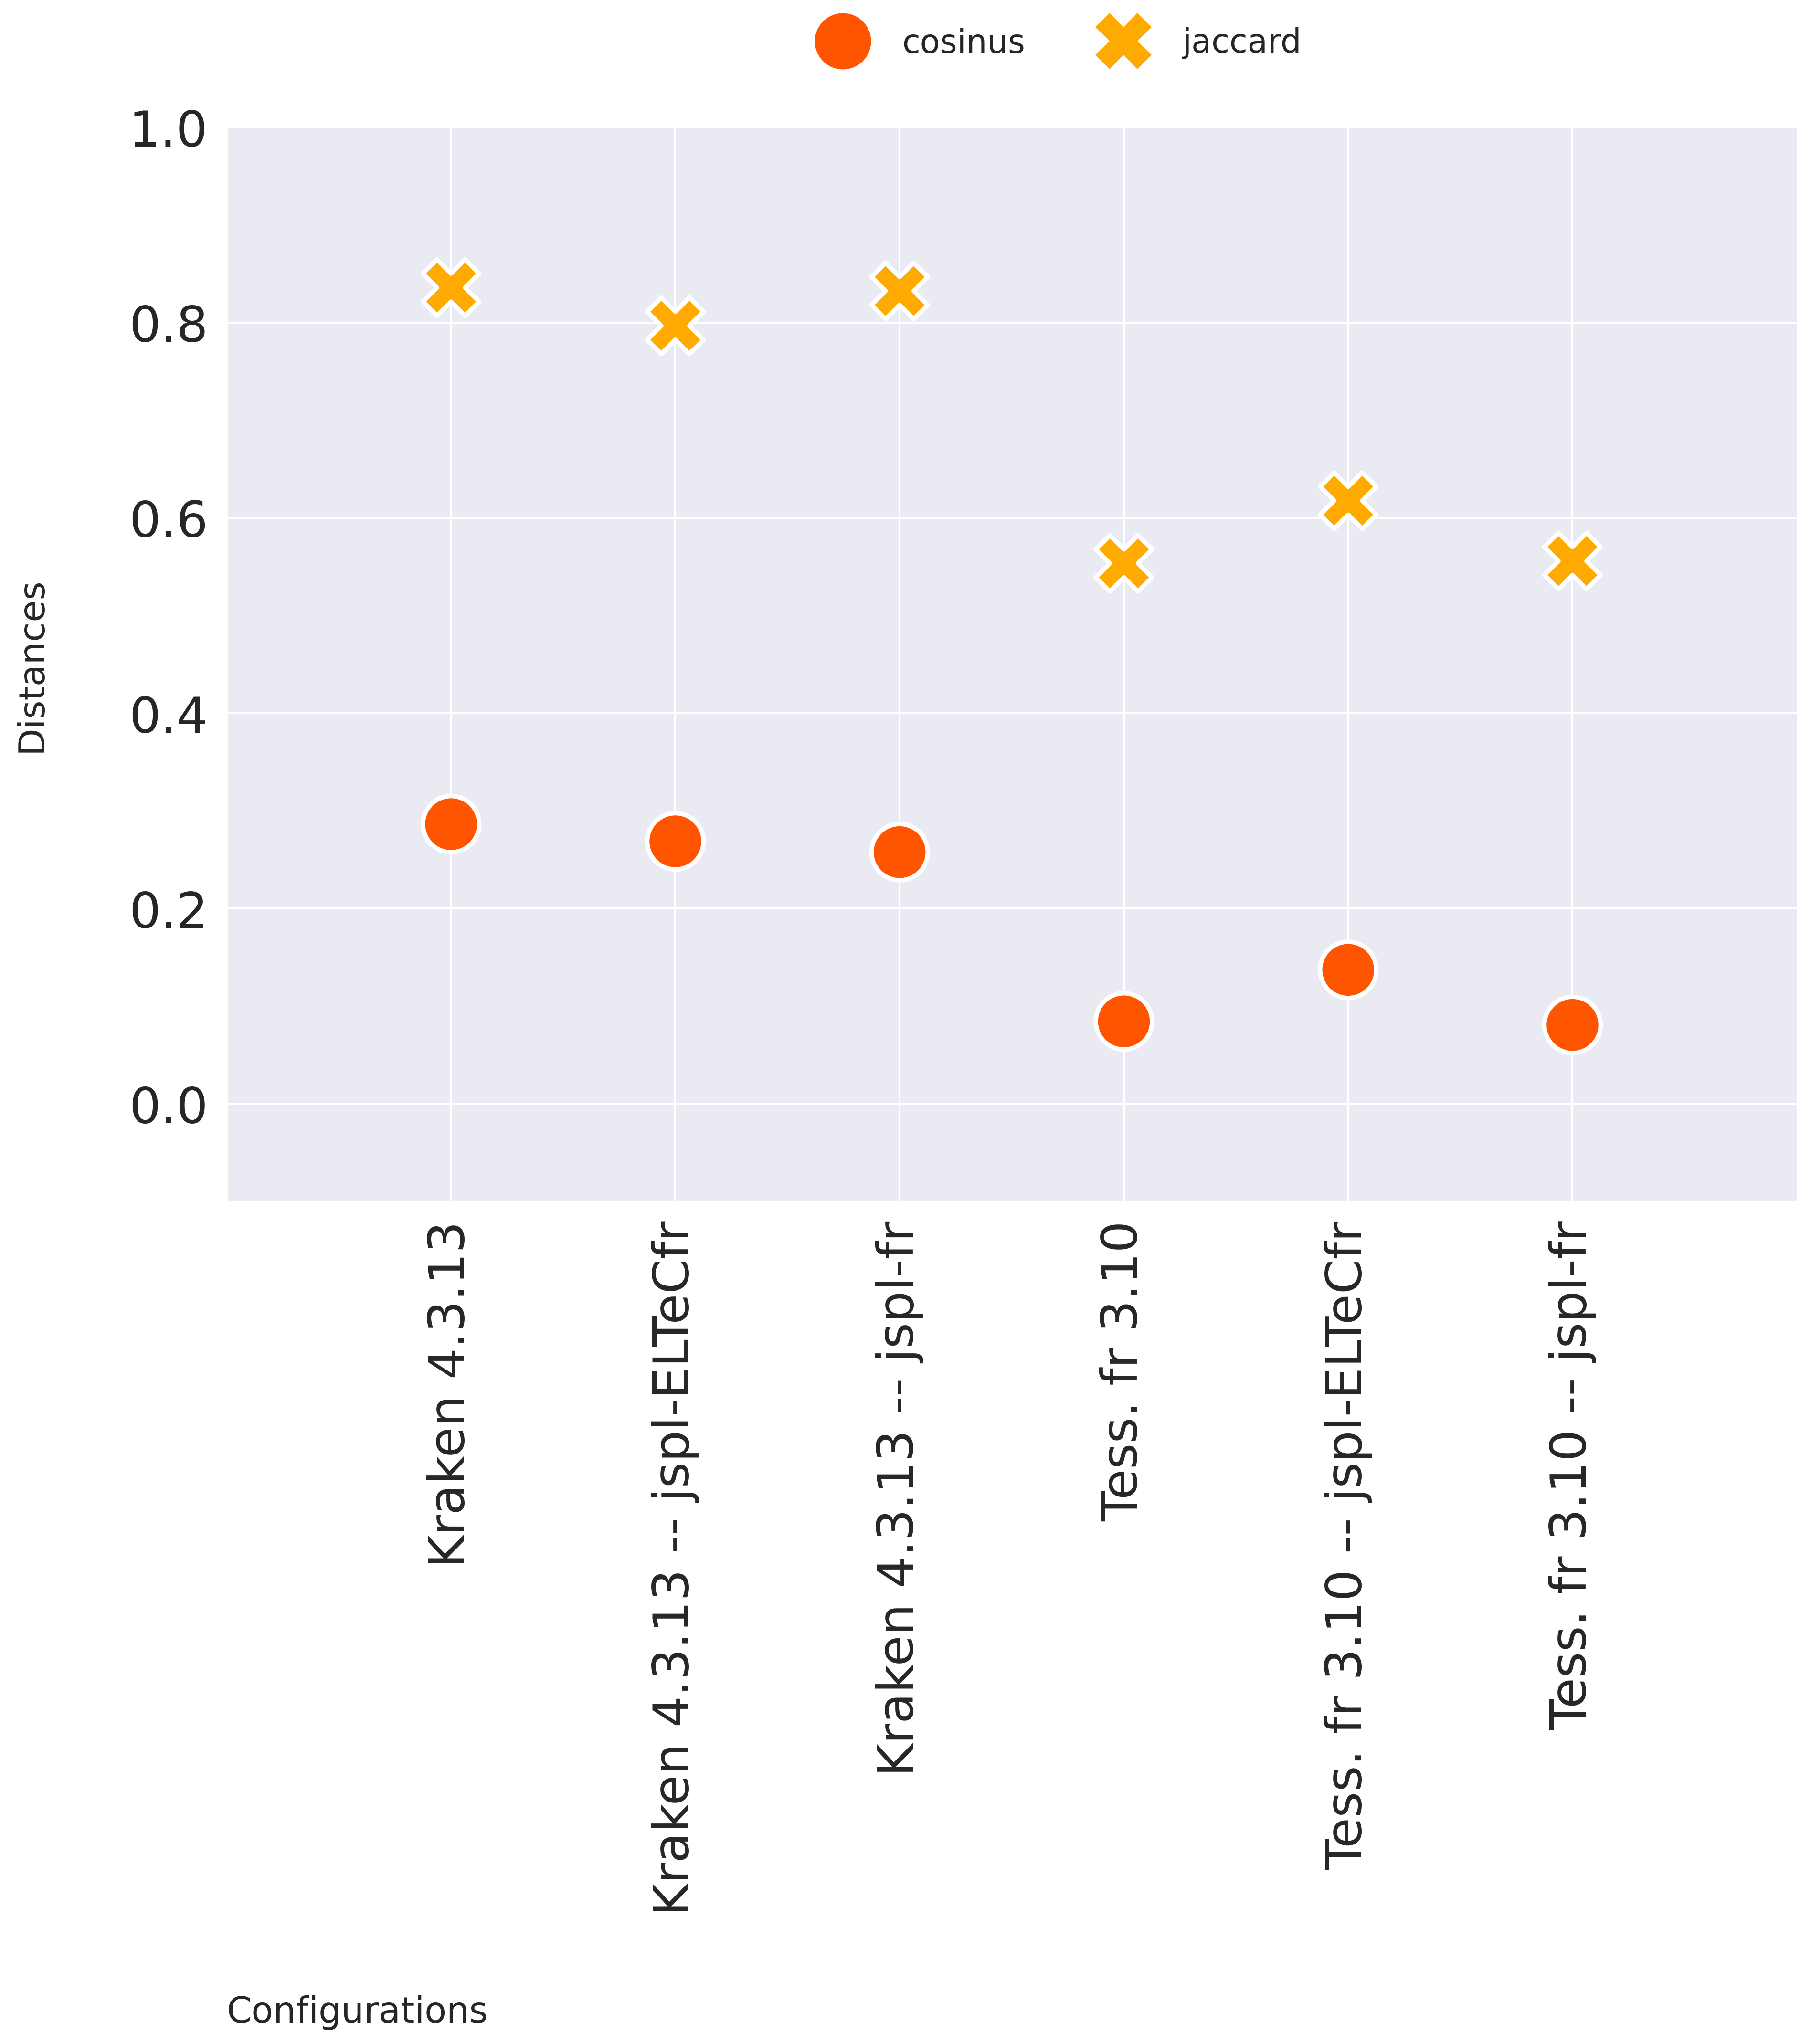 cosinus jaccard
1.0
0.8
0.6
0.4
0.2
0.0
Distances
Kraken 4.3.13
Kraken 4.3.13 -- jspl-ELTeCfr
Kraken 4.3.13 -- jspl-fr
Tess. fr 3.10
Tess. fr 3.10 -- jspl-ELTeCfr
Tess. fr 3.10 -- jspl-fr
Configurations